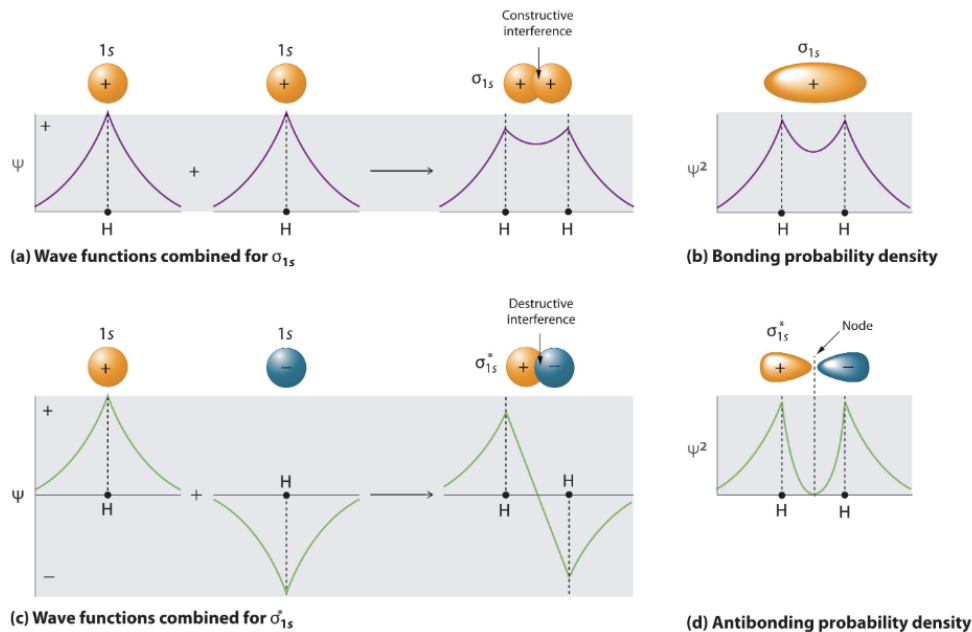 Constructive
interference
1s
1s
σ1s
σ1s
+
+
+ +
+
+
Ψ
+
Ψ²
H
H
H H
H H
(a) Wave functions combined for σ1s
(b) Bonding probability density
Destructive
interference
1s
1s
σ*1s
σ*1s
Node
+
−
+ −
+ −
+
Ψ²
H
H
Ψ
+
H
H
H
H H
−
(c) Wave functions combined for σ*1s
(d) Antibonding probability density